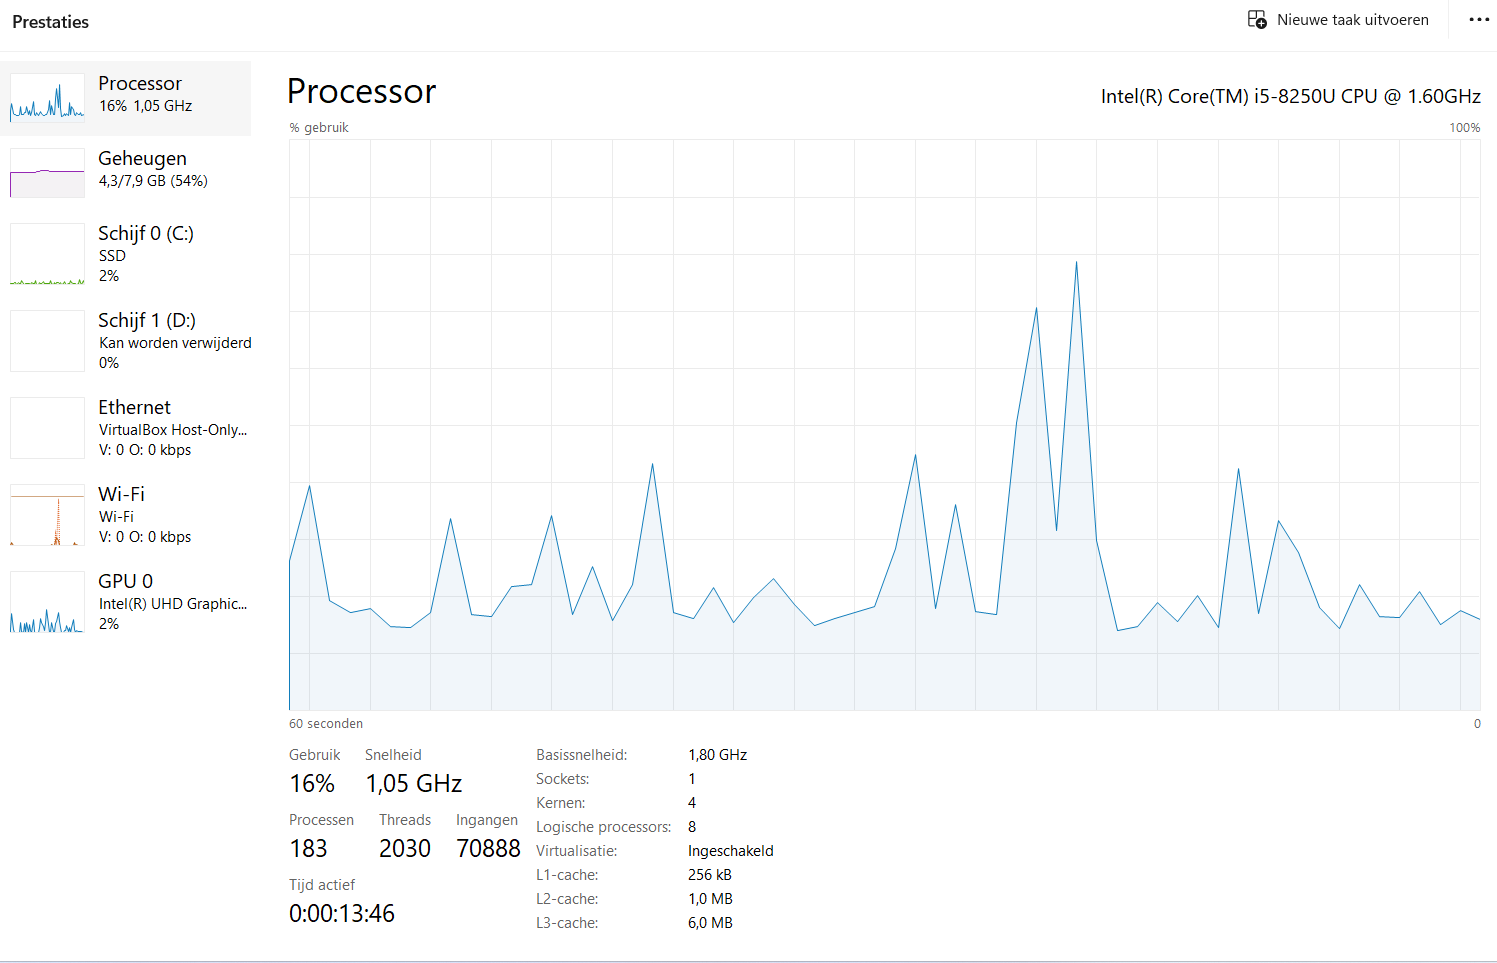 Prestaties
Nieuwe taak uitvoeren
Processor
16% 1,05 GHz
Geheugen
4,3/7,9 GB (54%)
Schijf 0 (C:)
SSD
2%
Schijf 1 (D:)
Kan worden verwijderd
0%
Ethernet
VirtualBox Host-Only...
V: 0 O: 0 kbps
Wi-Fi
Wi-Fi
V: 0 O: 0 kbps
GPU 0
Intel(R) UHD Graphic...
2%
Processor
Intel(R) Core(TM) i5-8250U CPU @ 1.60GHz
% gebruik
100%
60 seconden
0
Gebruik Snelheid
16% 1,05 GHz
Processen Threads Ingangen
183 2030 70888
Tijd actief
0:00:13:46
Basissnelheid: 1,80 GHz
Sockets: 1
Kernen: 4
Logische processors: 8
Virtualisatie: Ingeschakeld
L1-cache: 256 kB
L2-cache: 1,0 MB
L3-cache: 6,0 MB